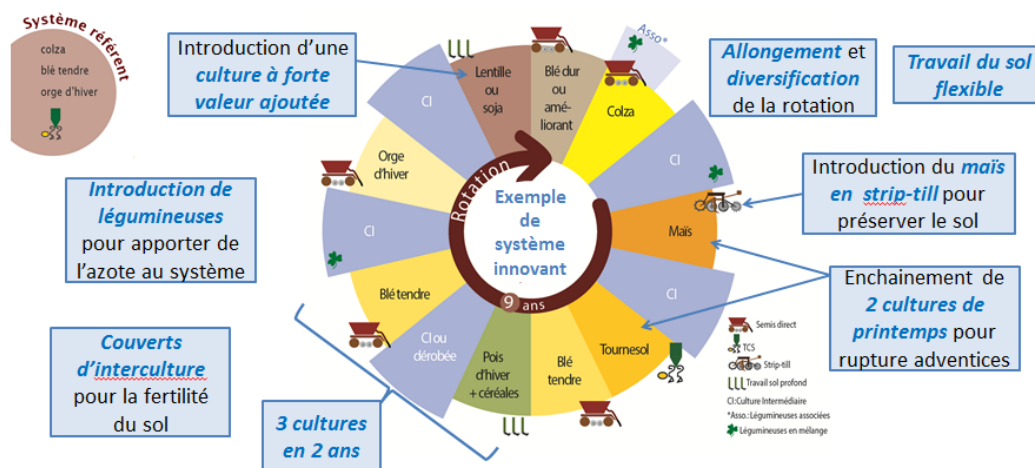 Système référent
colza
blé tendre
orge d'hiver
Introduction d'une
culture à forte
valeur ajoutée
Allongement et
diversification
de la rotation
Travail du sol
flexible
Introduction de
légumineuses
pour apporter de
l'azote au système
Introduction du maïs
en strip-till pour
préserver le sol
Couverts
d'interculture
pour la fertilité
du sol
Enchainement de
2 cultures de
printemps pour
rupture adventices
3 cultures
en 2 ans
Rotation
9 ans
Exemple
de
système
innovant
Lentille
ou
soja
Blé dur
ou
amé-
liorant
Asso*
Colza
CI
Maïs
CI
Tournesol
Blé
tendre
Pois
d'hiver
+ céréales
CI ou
dérobée
Blé tendre
CI
Orge
d'hiver
CI
Semis direct
TCS
Strip-till
Travail sol profond
CI : Culture Intermédiaire
*Asso. : Légumineuses associées
Légumineuses en mélange